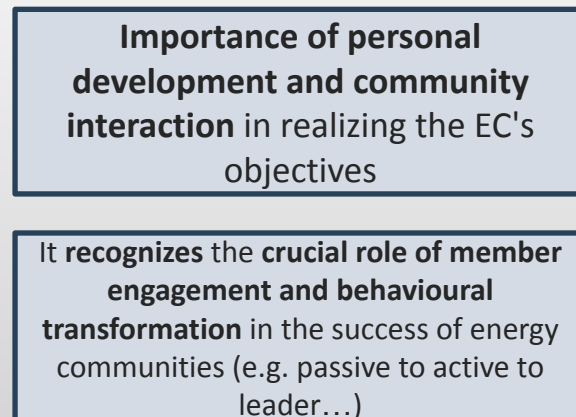 Importance of personal
development and community
interaction in realizing the EC's
objectives
It recognizes the crucial role of member
engagement and behavioural
transformation in the success of energy
communities (e.g. passive to active to
leader…)